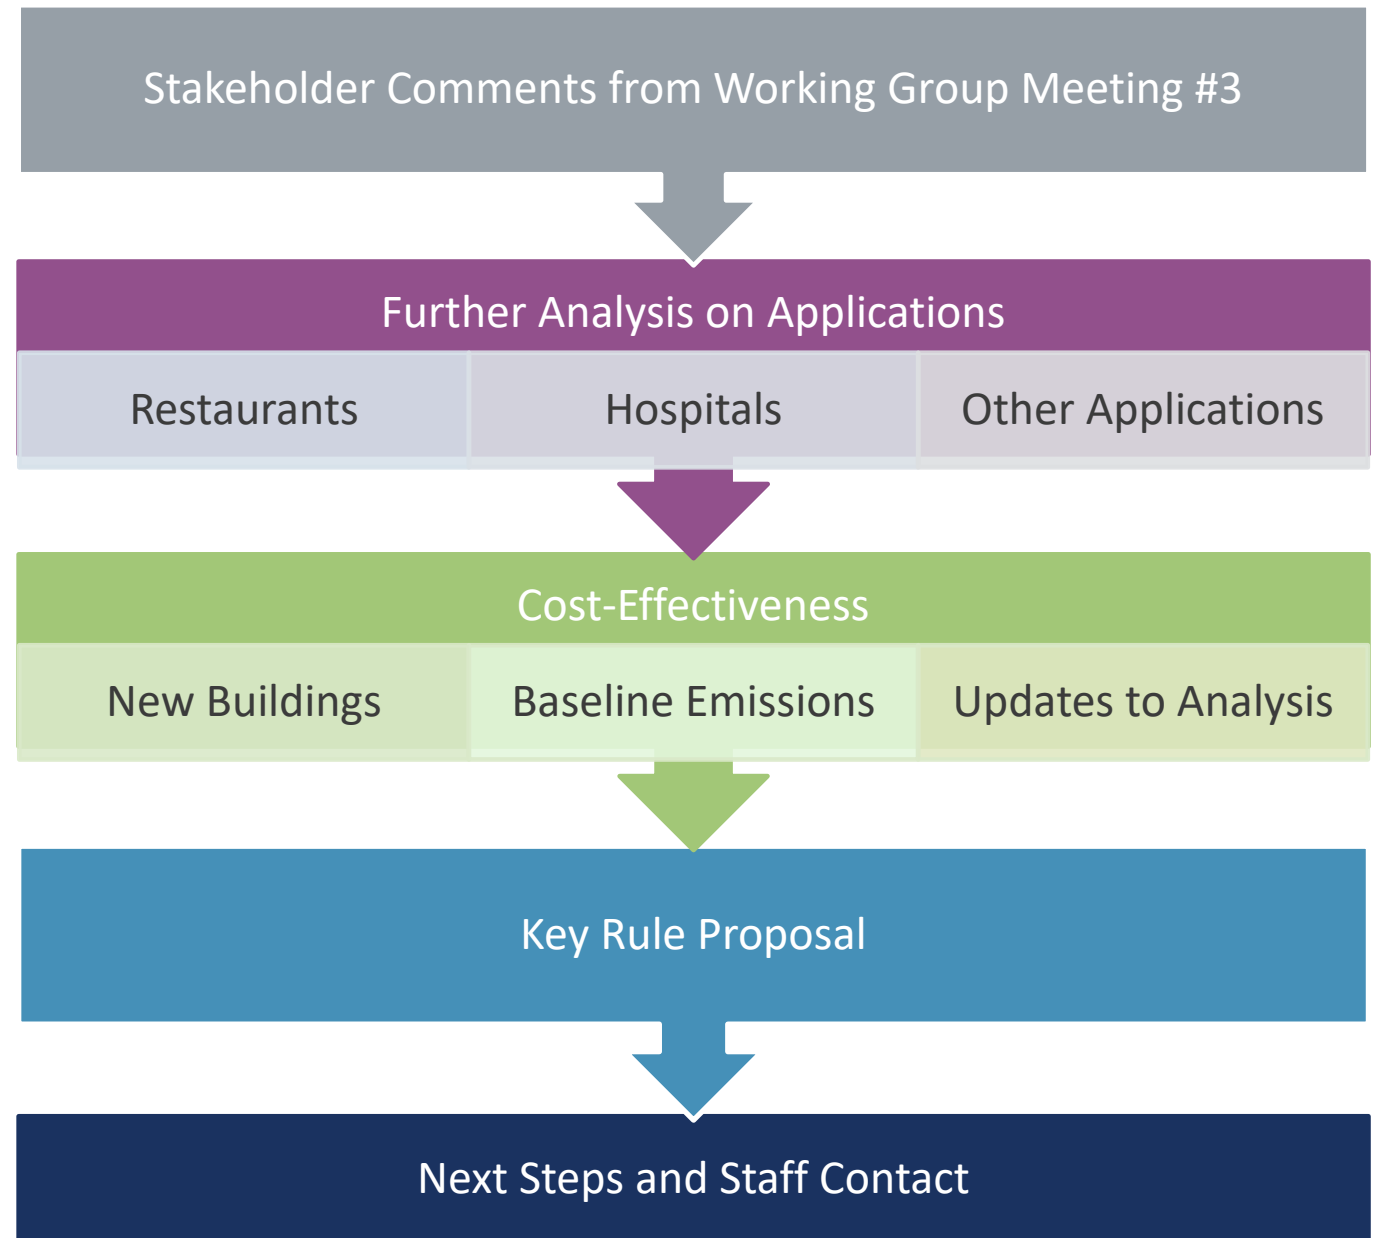 Stakeholder Comments from Working Group Meeting #3
Further Analysis on Applications
Restaurants
Hospitals
Other Applications
Cost-Effectiveness
New Buildings
Baseline Emissions
Updates to Analysis
Key Rule Proposal
Next Steps and Staff Contact